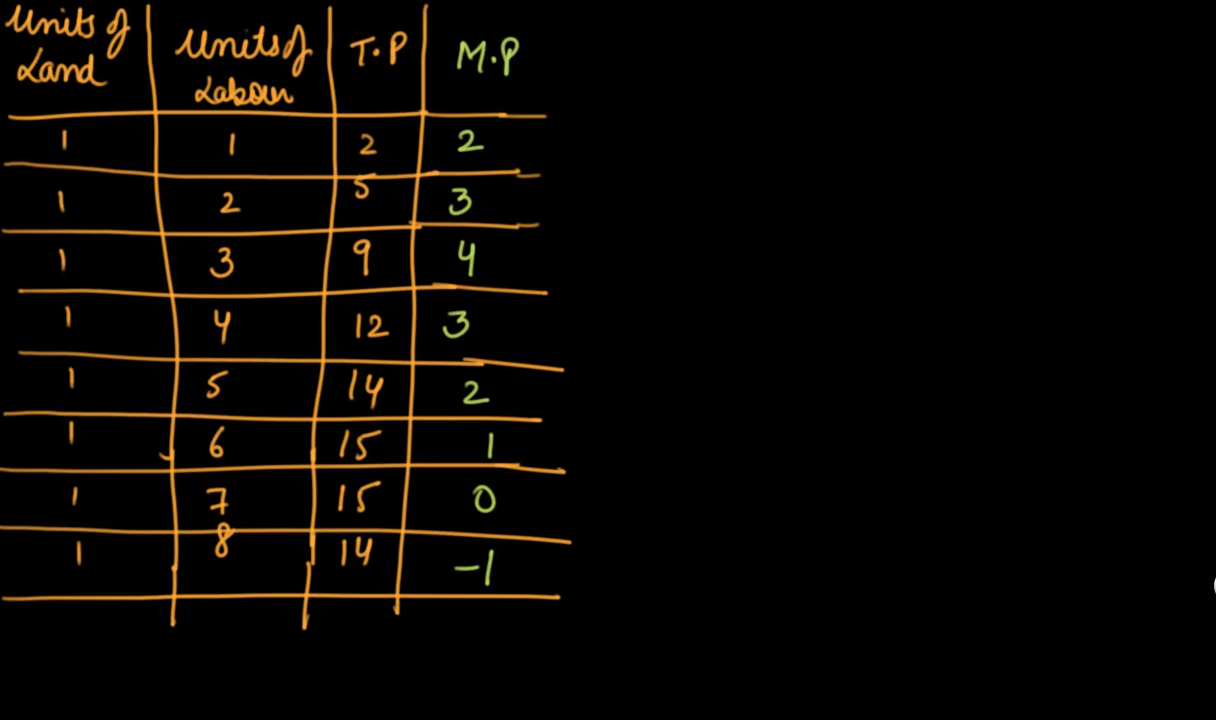 Units of Land Units of Labour T.P M.P
1 1 2 2
1 2 5 3
1 3 9 4
1 4 12 3
1 5 14 2
1 6 15 1
1 7 15 0
1 8 14 -1